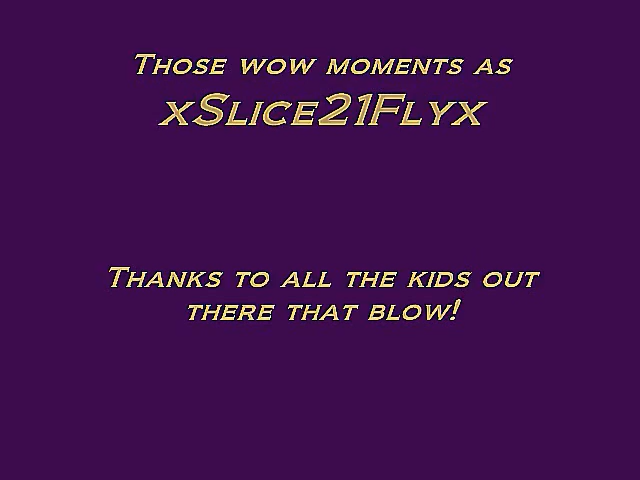 Those wow moments as
xSlice21Flyx
Thanks to all the kids out
there that blow!